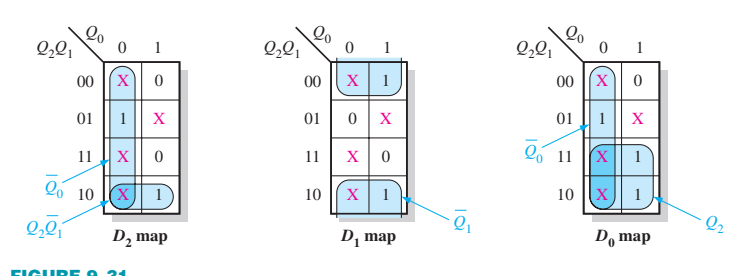 Q₀ Q₀ Q₀
Q₂Q₁ 0 1 Q₂Q₁ 0 1 Q₂Q₁ 0 1
00 X 0 00 X 1 00 X 0
01 1 X 01 0 X 01 1 X
11 X 0 11 X 0 Q̅₀ 11 X 1
Q̅₀ 10 X 1 10 X 1 10 X 1
Q₂Q̅₁ Q̅₁ Q₂
D₂ map D₁ map D₀ map
FIGURE 9-31